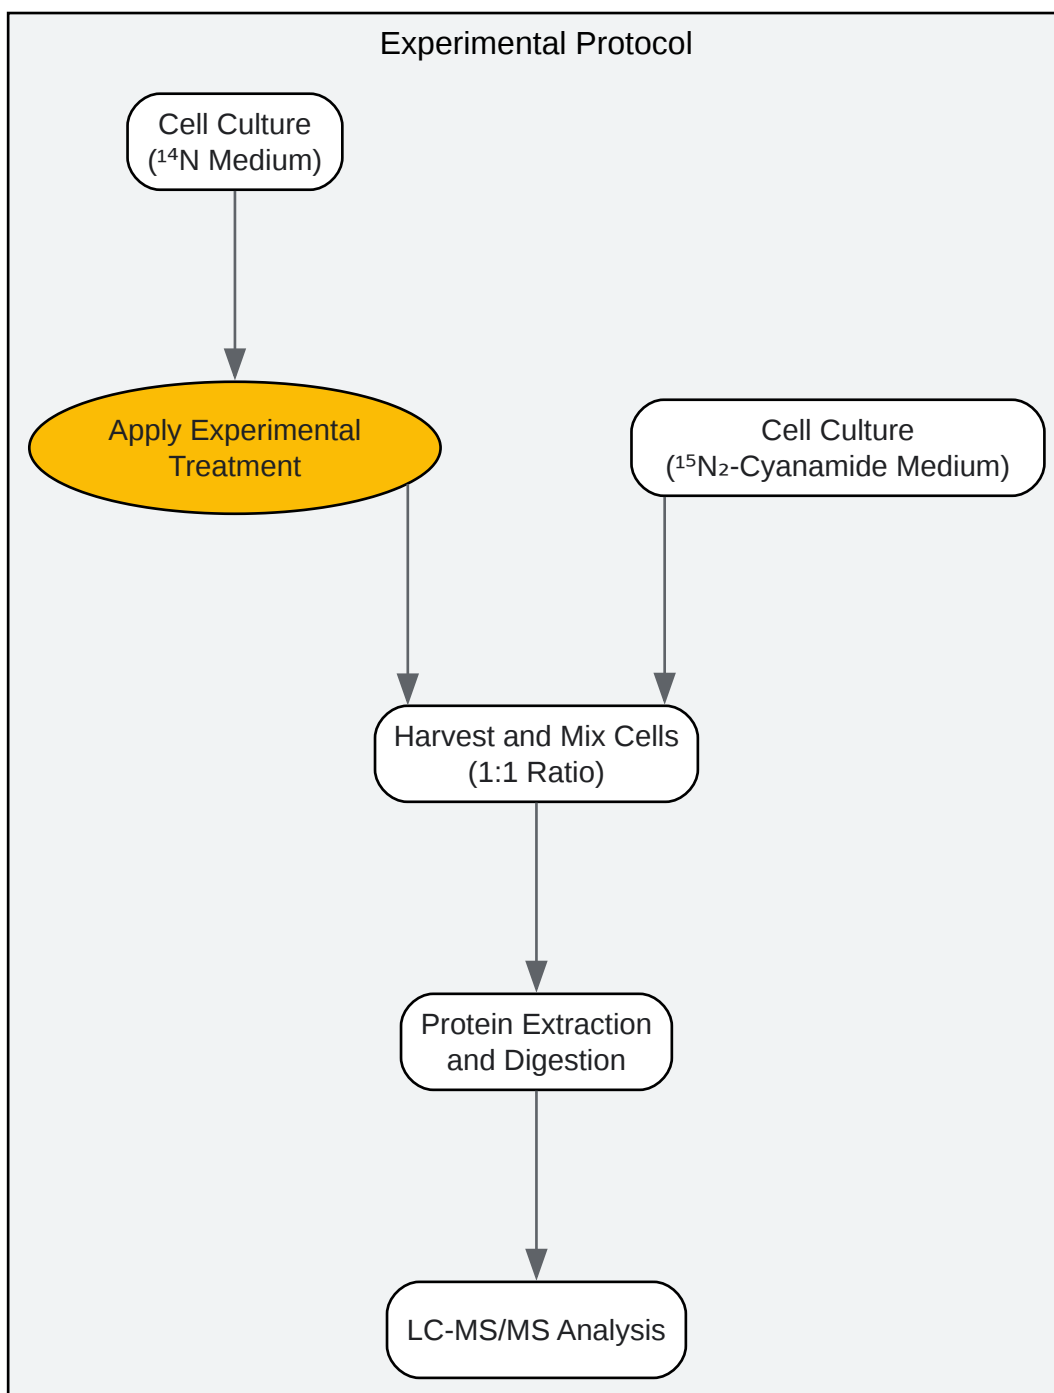 Experimental Protocol
Cell Culture
(¹⁴N Medium)
Apply Experimental
Treatment
Cell Culture
(¹⁵N₂-Cyanamide Medium)
Harvest and Mix Cells
(1:1 Ratio)
Protein Extraction
and Digestion
LC-MS/MS Analysis